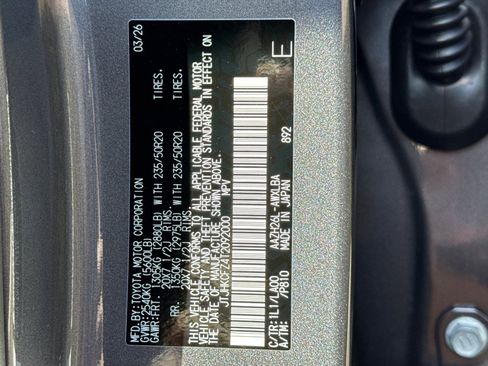 MFD.BY:TOYOTA MOTOR CORPORATION 03/26
GVWR:2540KG (5600LB)
GAWR:FRT. 1305KG (2880LB) WITH 235/50R20 TIRES.
20X7 1/2J RIMS.
RR. 1350KG (2975LB) WITH 235/50R20 TIRES.
20X7 1/2J RIMS.
THIS VEHICLE CONFORMS TO ALL APPLICABLE FEDERAL MOTOR
VEHICLE SAFETY AND THEFT PREVENTION STANDARDS IN EFFECT ON
THE DATE OF MANUFACTURE SHOWN ABOVE.
JTJHKCFZ4T2092000 MPV
E
C/TR:1L1/LA00 AAZH26L-AWXLBA
A/TM: /P810 MADE IN JAPAN 892